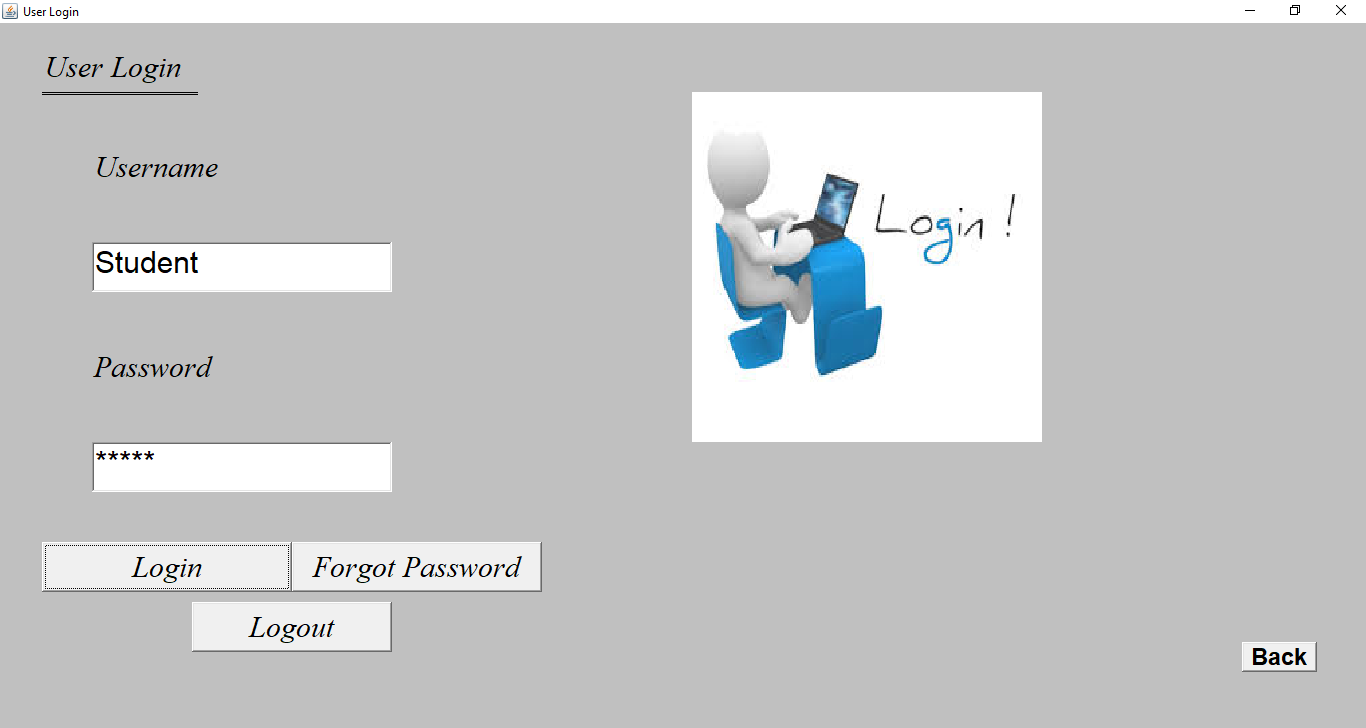 User Login
User Login
Username
Student
Password
*****
Login
Forgot Password
Logout
Login !
Back